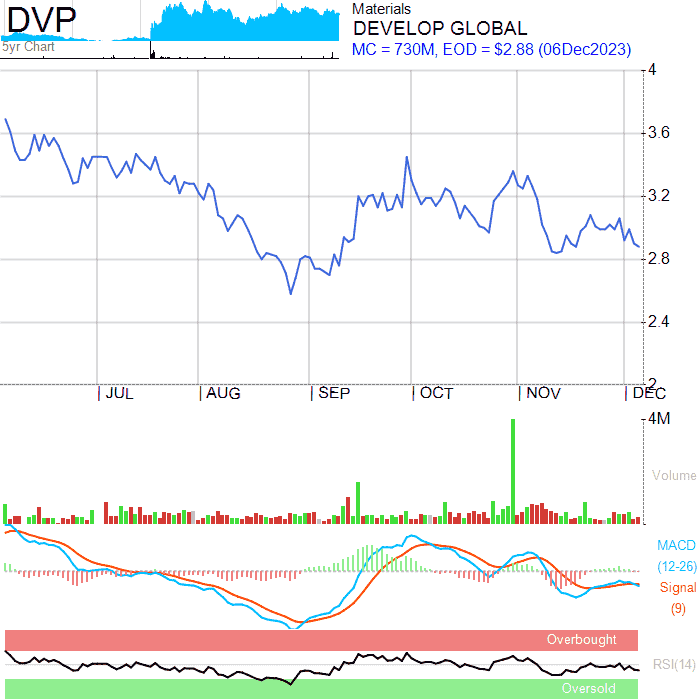 DVP
5yr Chart
Materials
DEVELOP GLOBAL
MC = 730M, EOD = $2.88 (06Dec2023)
4
3.6
3.2
2.8
2.4
2
JUL AUG SEP OCT NOV DEC
4M
Volume
MACD
(12-26)
Signal
(9)
Overbought
RSI(14)
Oversold